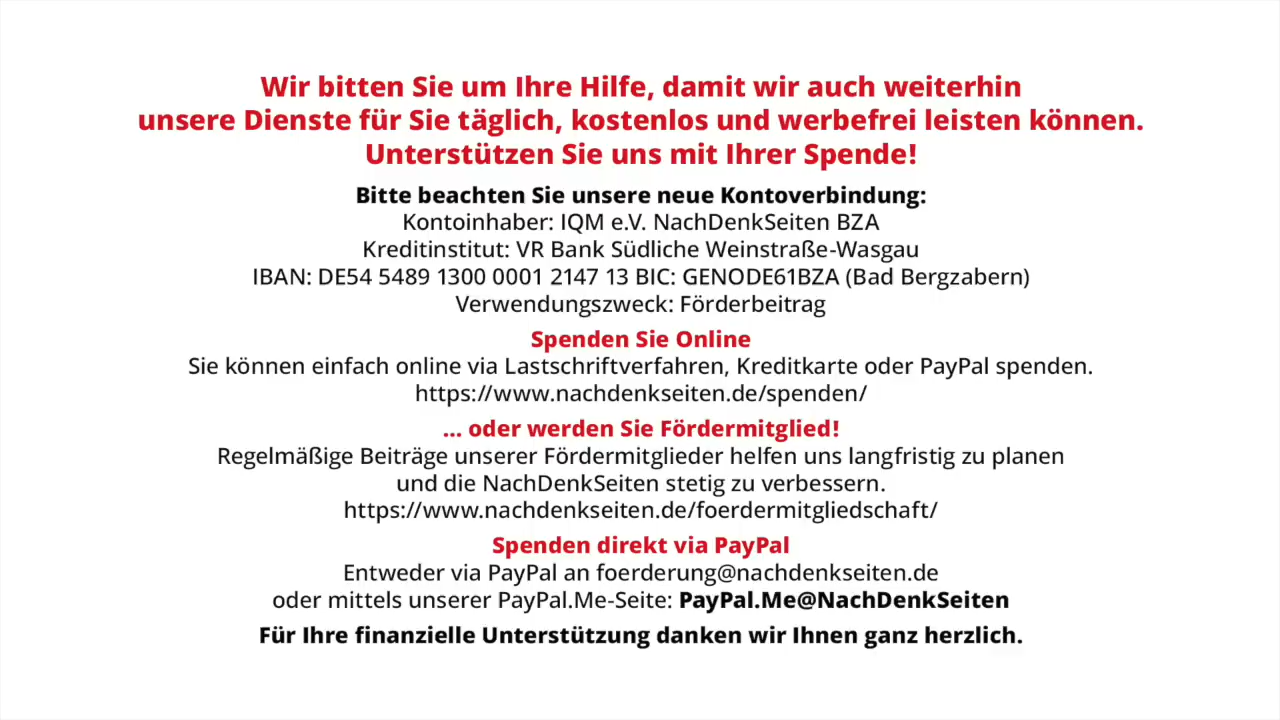 Wir bitten Sie um Ihre Hilfe, damit wir auch weiterhin
unsere Dienste für Sie täglich, kostenlos und werbefrei leisten können.
Unterstützen Sie uns mit Ihrer Spende!
Bitte beachten Sie unsere neue Kontoverbindung:
Kontoinhaber: IQM e.V. NachDenkSeiten BZA
Kreditinstitut: VR Bank Südliche Weinstraße-Wasgau
IBAN: DE54 5489 1300 0001 2147 13 BIC: GENODE61BZA (Bad Bergzabern)
Verwendungszweck: Förderbeitrag
Spenden Sie Online
Sie können einfach online via Lastschriftverfahren, Kreditkarte oder PayPal spenden.
https://www.nachdenkseiten.de/spenden/
... oder werden Sie Fördermitglied!
Regelmäßige Beiträge unserer Fördermitglieder helfen uns langfristig zu planen
und die NachDenkSeiten stetig zu verbessern.
https://www.nachdenkseiten.de/foerdermitgliedschaft/
Spenden direkt via PayPal
Entweder via PayPal an foerderung@nachdenkseiten.de
oder mittels unserer PayPal.Me-Seite: PayPal.Me@NachDenkSeiten
Für Ihre finanzielle Unterstützung danken wir Ihnen ganz herzlich.